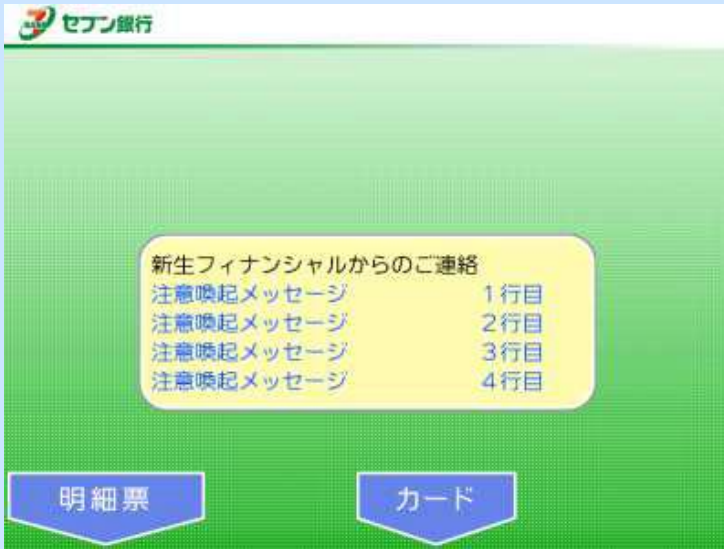 セブン銀行
新生フィナンシャルからのご連絡
注意喚起メッセージ 1行目
注意喚起メッセージ 2行目
注意喚起メッセージ 3行目
注意喚起メッセージ 4行目
明細票 カード